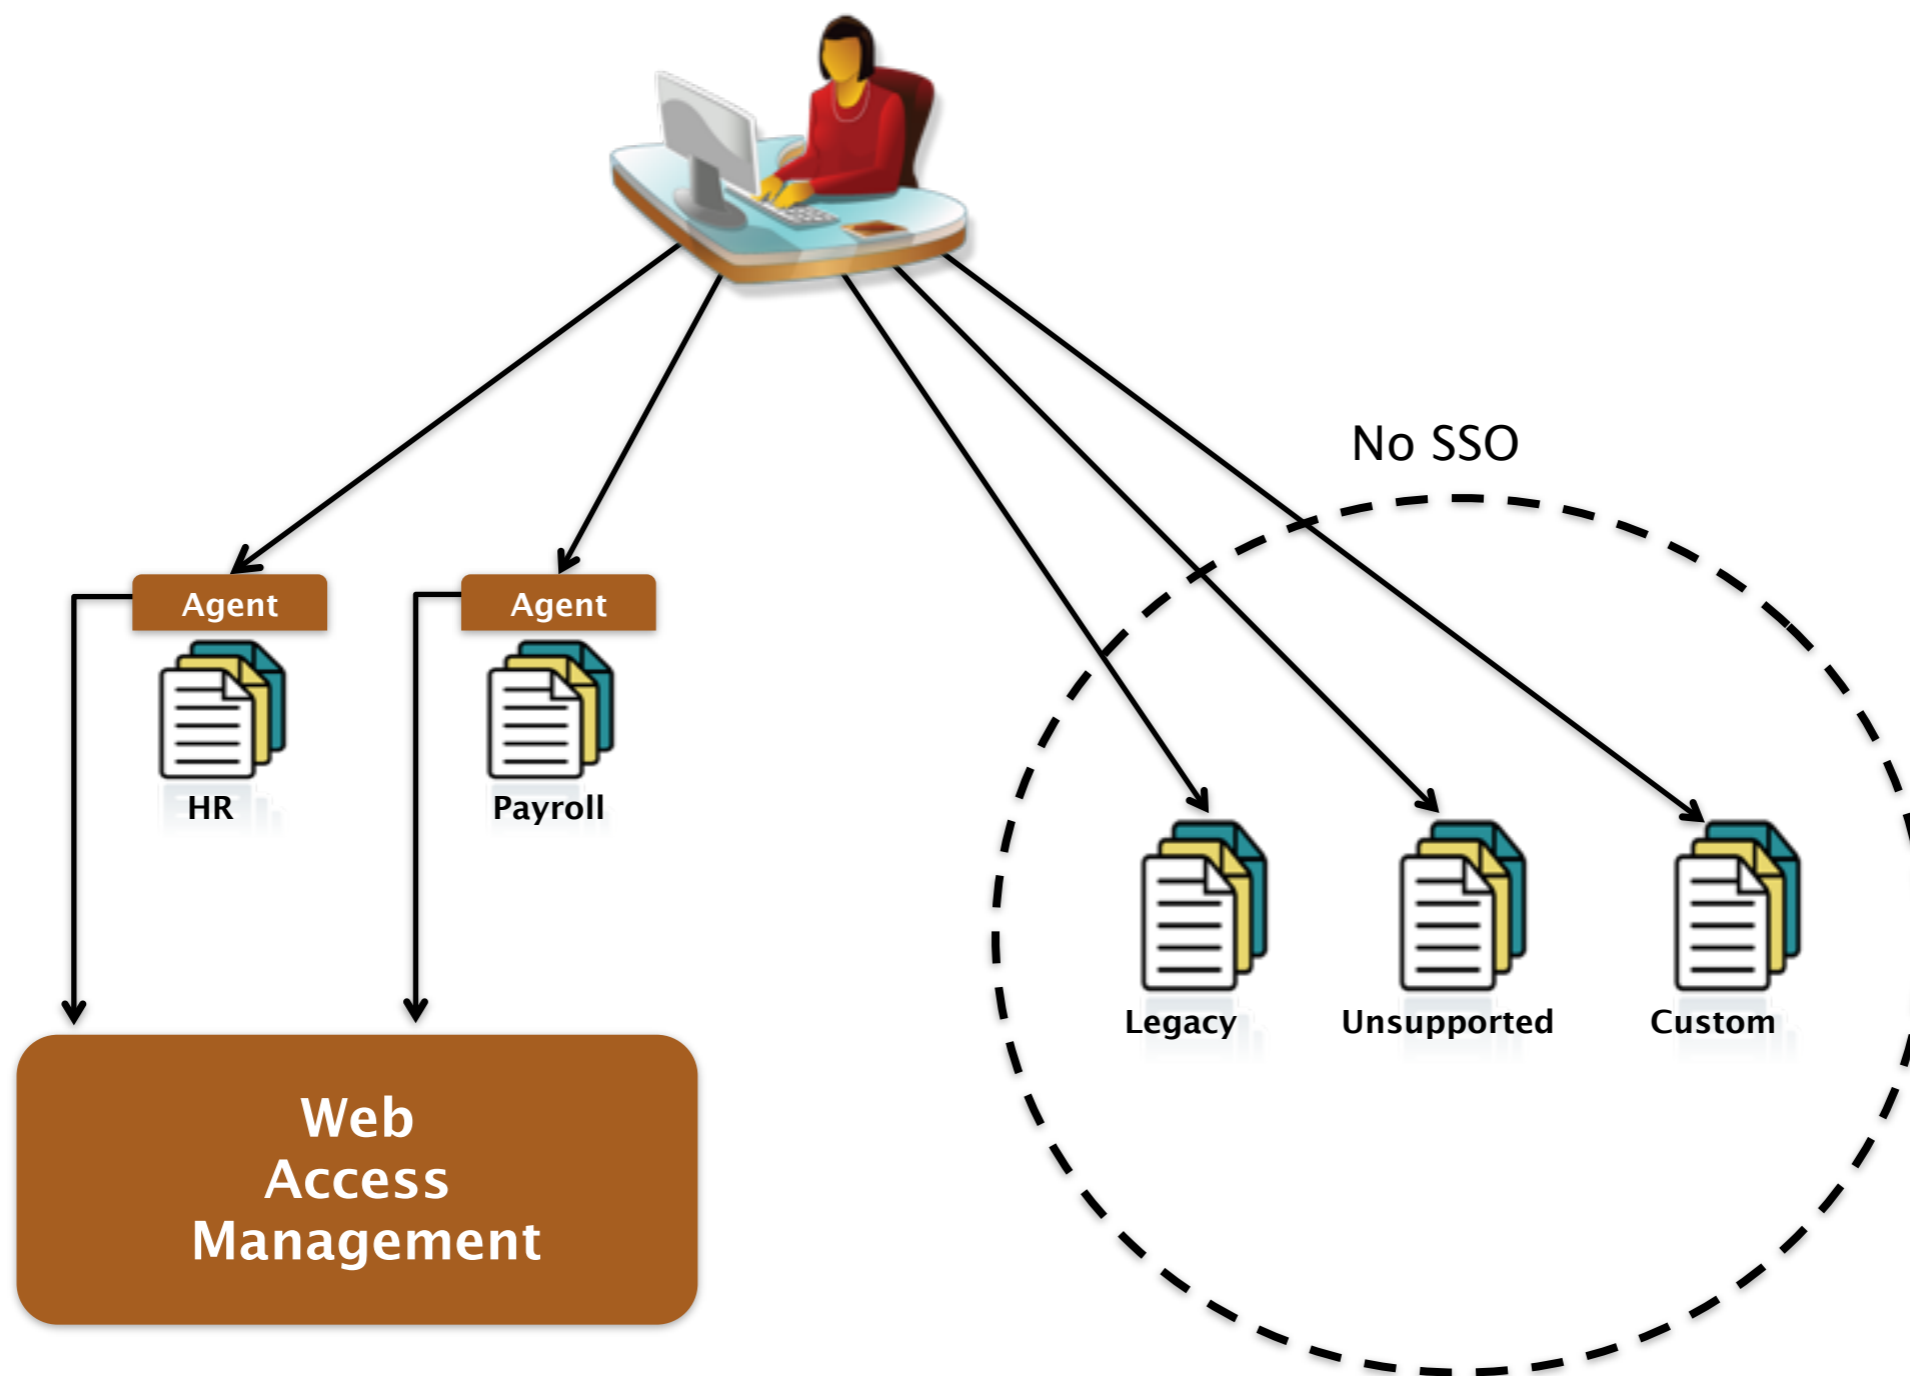 No SSO
Agent
Agent
HR
Payroll
Legacy
Unsupported
Custom
Web
Access
Management